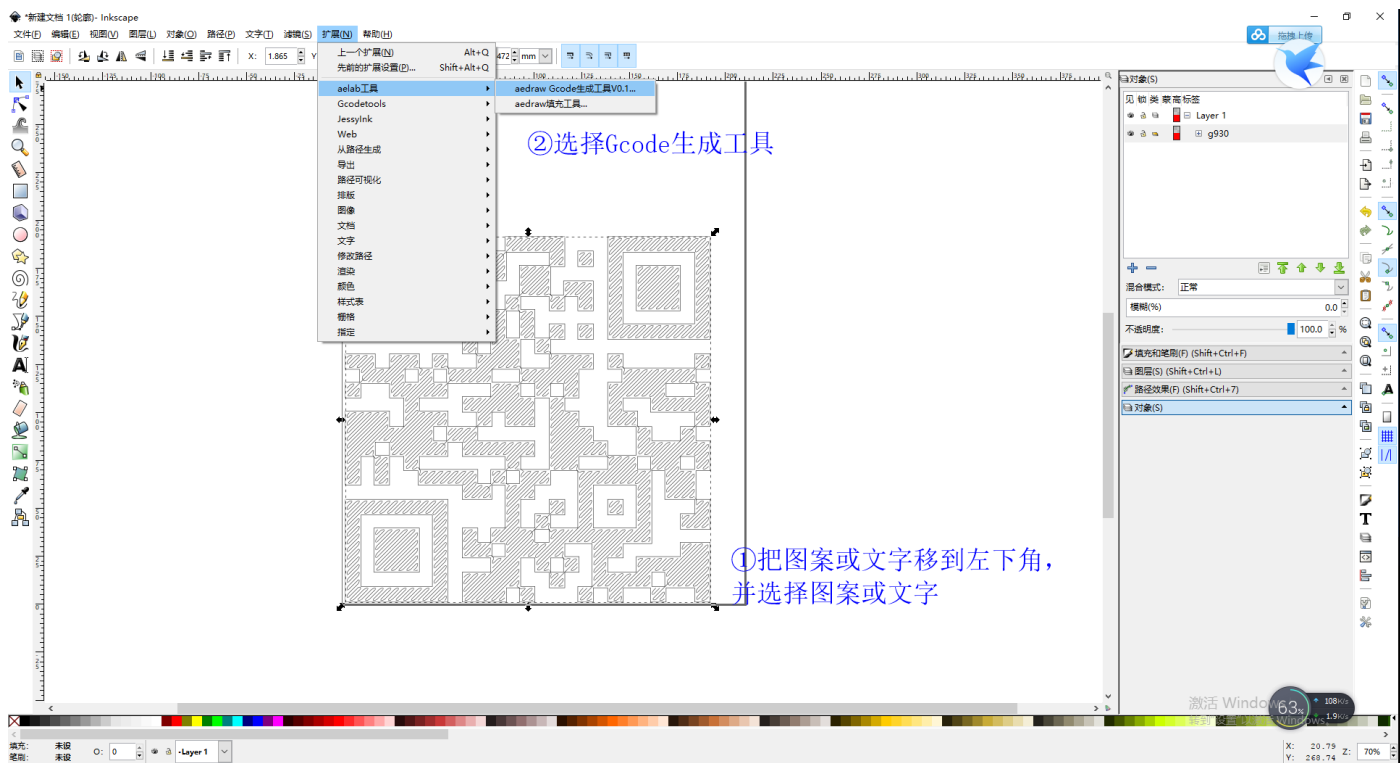 *新建文档 1(轮廓)- Inkscape
文件(F) 编辑(E) 视图(V) 图层(L) 对象(O) 路径(P) 文字(T) 滤镜(S) 扩展(N) 帮助(H)
拖拽上传
X: 1.865 Y 472 mm
上一个扩展(N) Alt+Q
先前的扩展设置(P)... Shift+Alt+Q
aelab工具
Gcodetools
JessyInk
Web
从路径生成
导出
路径可视化
排版
图像
文档
文字
修改路径
渲染
颜色
样式表
栅格
指定
aedraw Gcode生成工具V0.1...
aedraw填充工具...
②选择Gcode生成工具
①把图案或文字移到左下角，
并选择图案或文字
对象(S)
见 锁 类 蒙 高 标签
Layer 1
g930
混合模式: 正常
模糊(%) 0.0
不透明度: 100.0 %
填充和笔刷(F) (Shift+Ctrl+F)
图层(S) (Shift+Ctrl+L)
路径效果(F) (Shift+Ctrl+7)
对象(S)
激活 Windows
63%
108K/s
1.9K/s
填充: 未设
笔刷: 未设
O: 0
•Layer 1
X: 20.79
Y: 268.74
Z: 70%